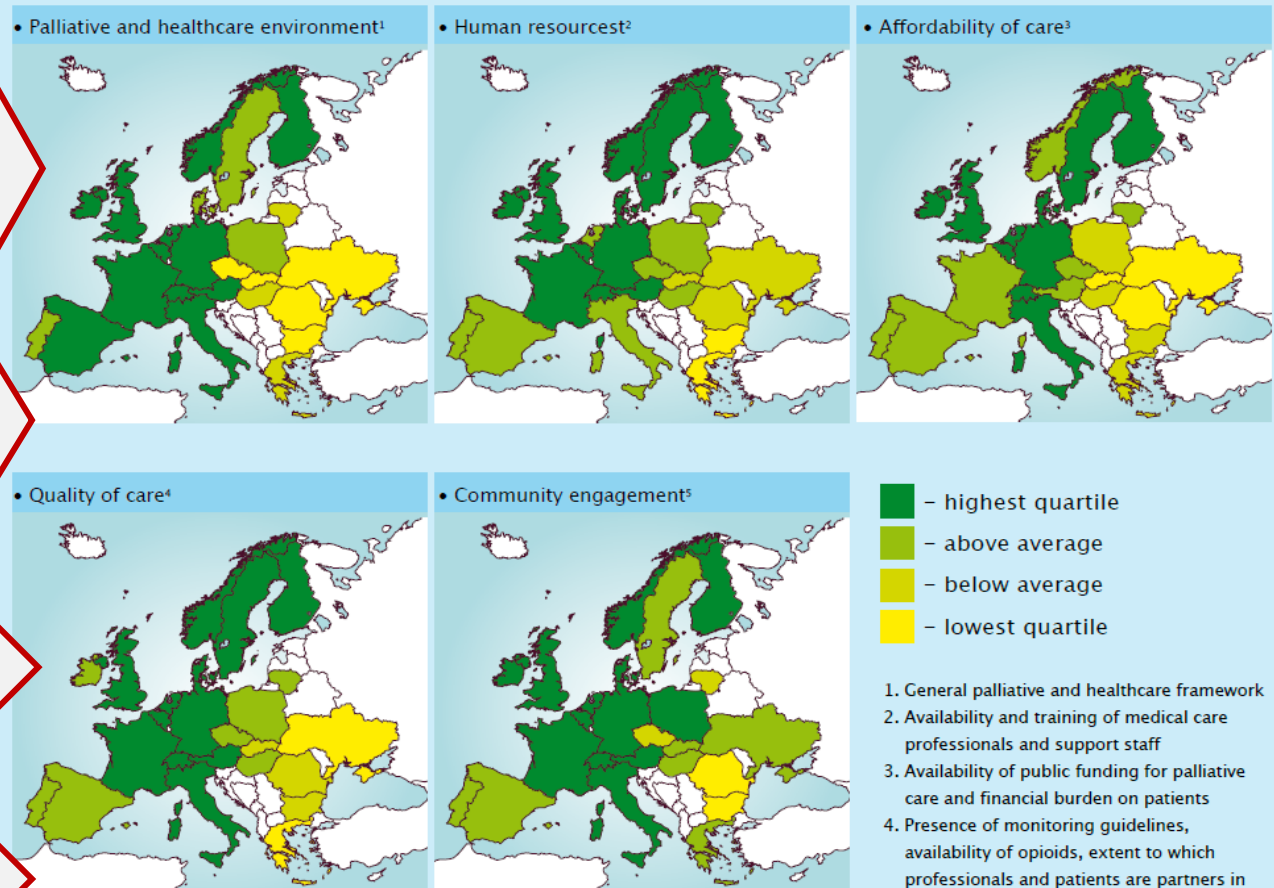 • Palliative and healthcare environment¹
• Human resourcest²
• Affordability of care³
• Quality of care⁴
• Community engagement⁵
– highest quartile
– above average
– below average
– lowest quartile
1. General palliative and healthcare framework
2. Availability and training of medical care
professionals and support staff
3. Availability of public funding for palliative
care and financial burden on patients
4. Presence of monitoring guidelines,
availability of opioids, extent to which
professionals and patients are partners in